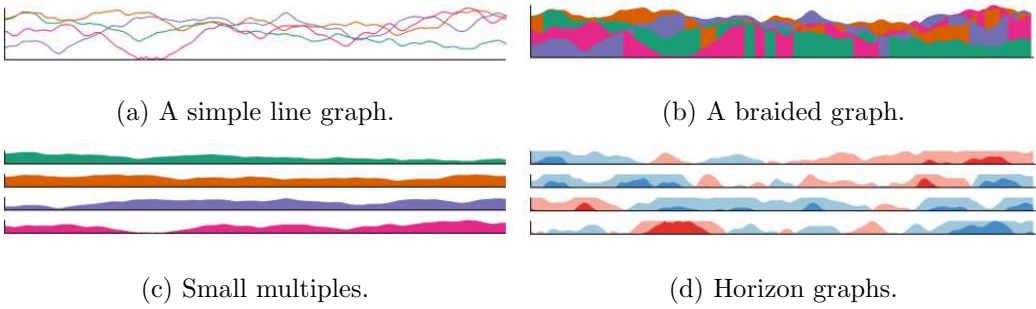 (a) A simple line graph.
(b) A braided graph.
(c) Small multiples.
(d) Horizon graphs.